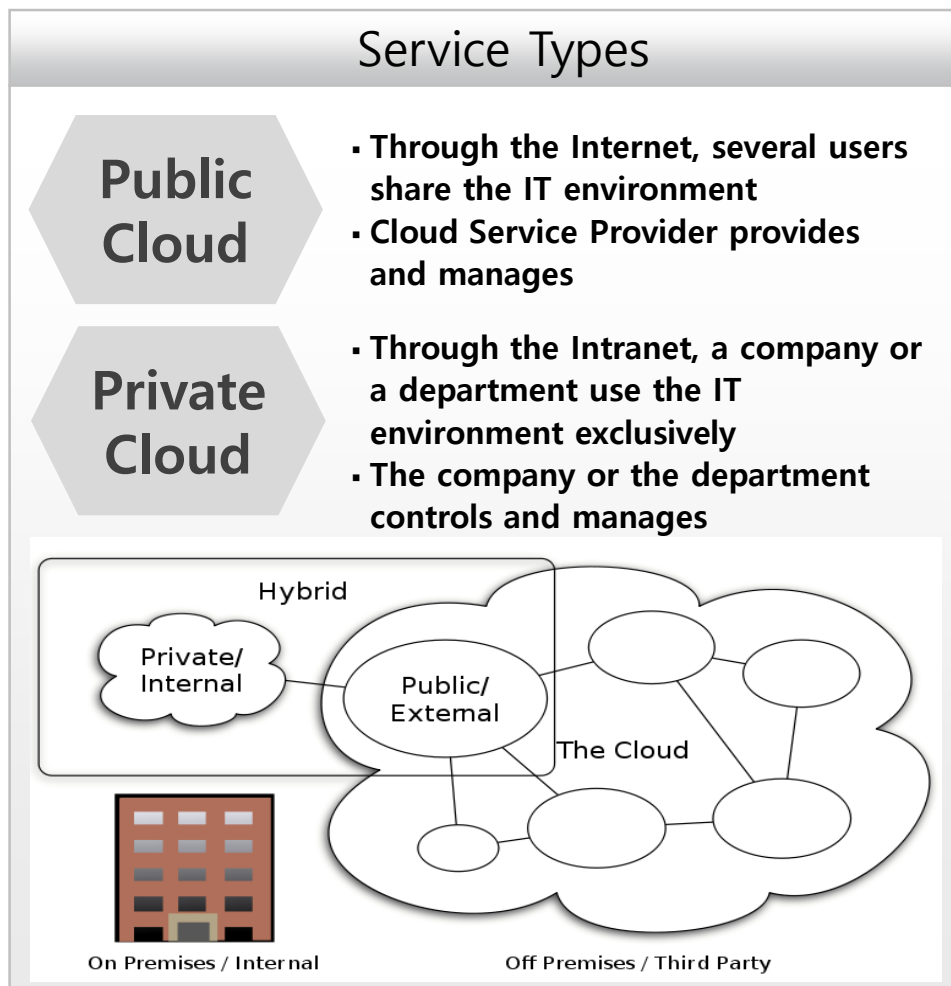 Service Types
Public
Cloud
▪ Through the Internet, several users
share the IT environment
▪ Cloud Service Provider provides
and manages
Private
Cloud
▪ Through the Intranet, a company or
a department use the IT
environment exclusively
▪ The company or the department
controls and manages
Hybrid
Private/
Internal
Public/
External
The Cloud
On Premises / Internal
Off Premises / Third Party